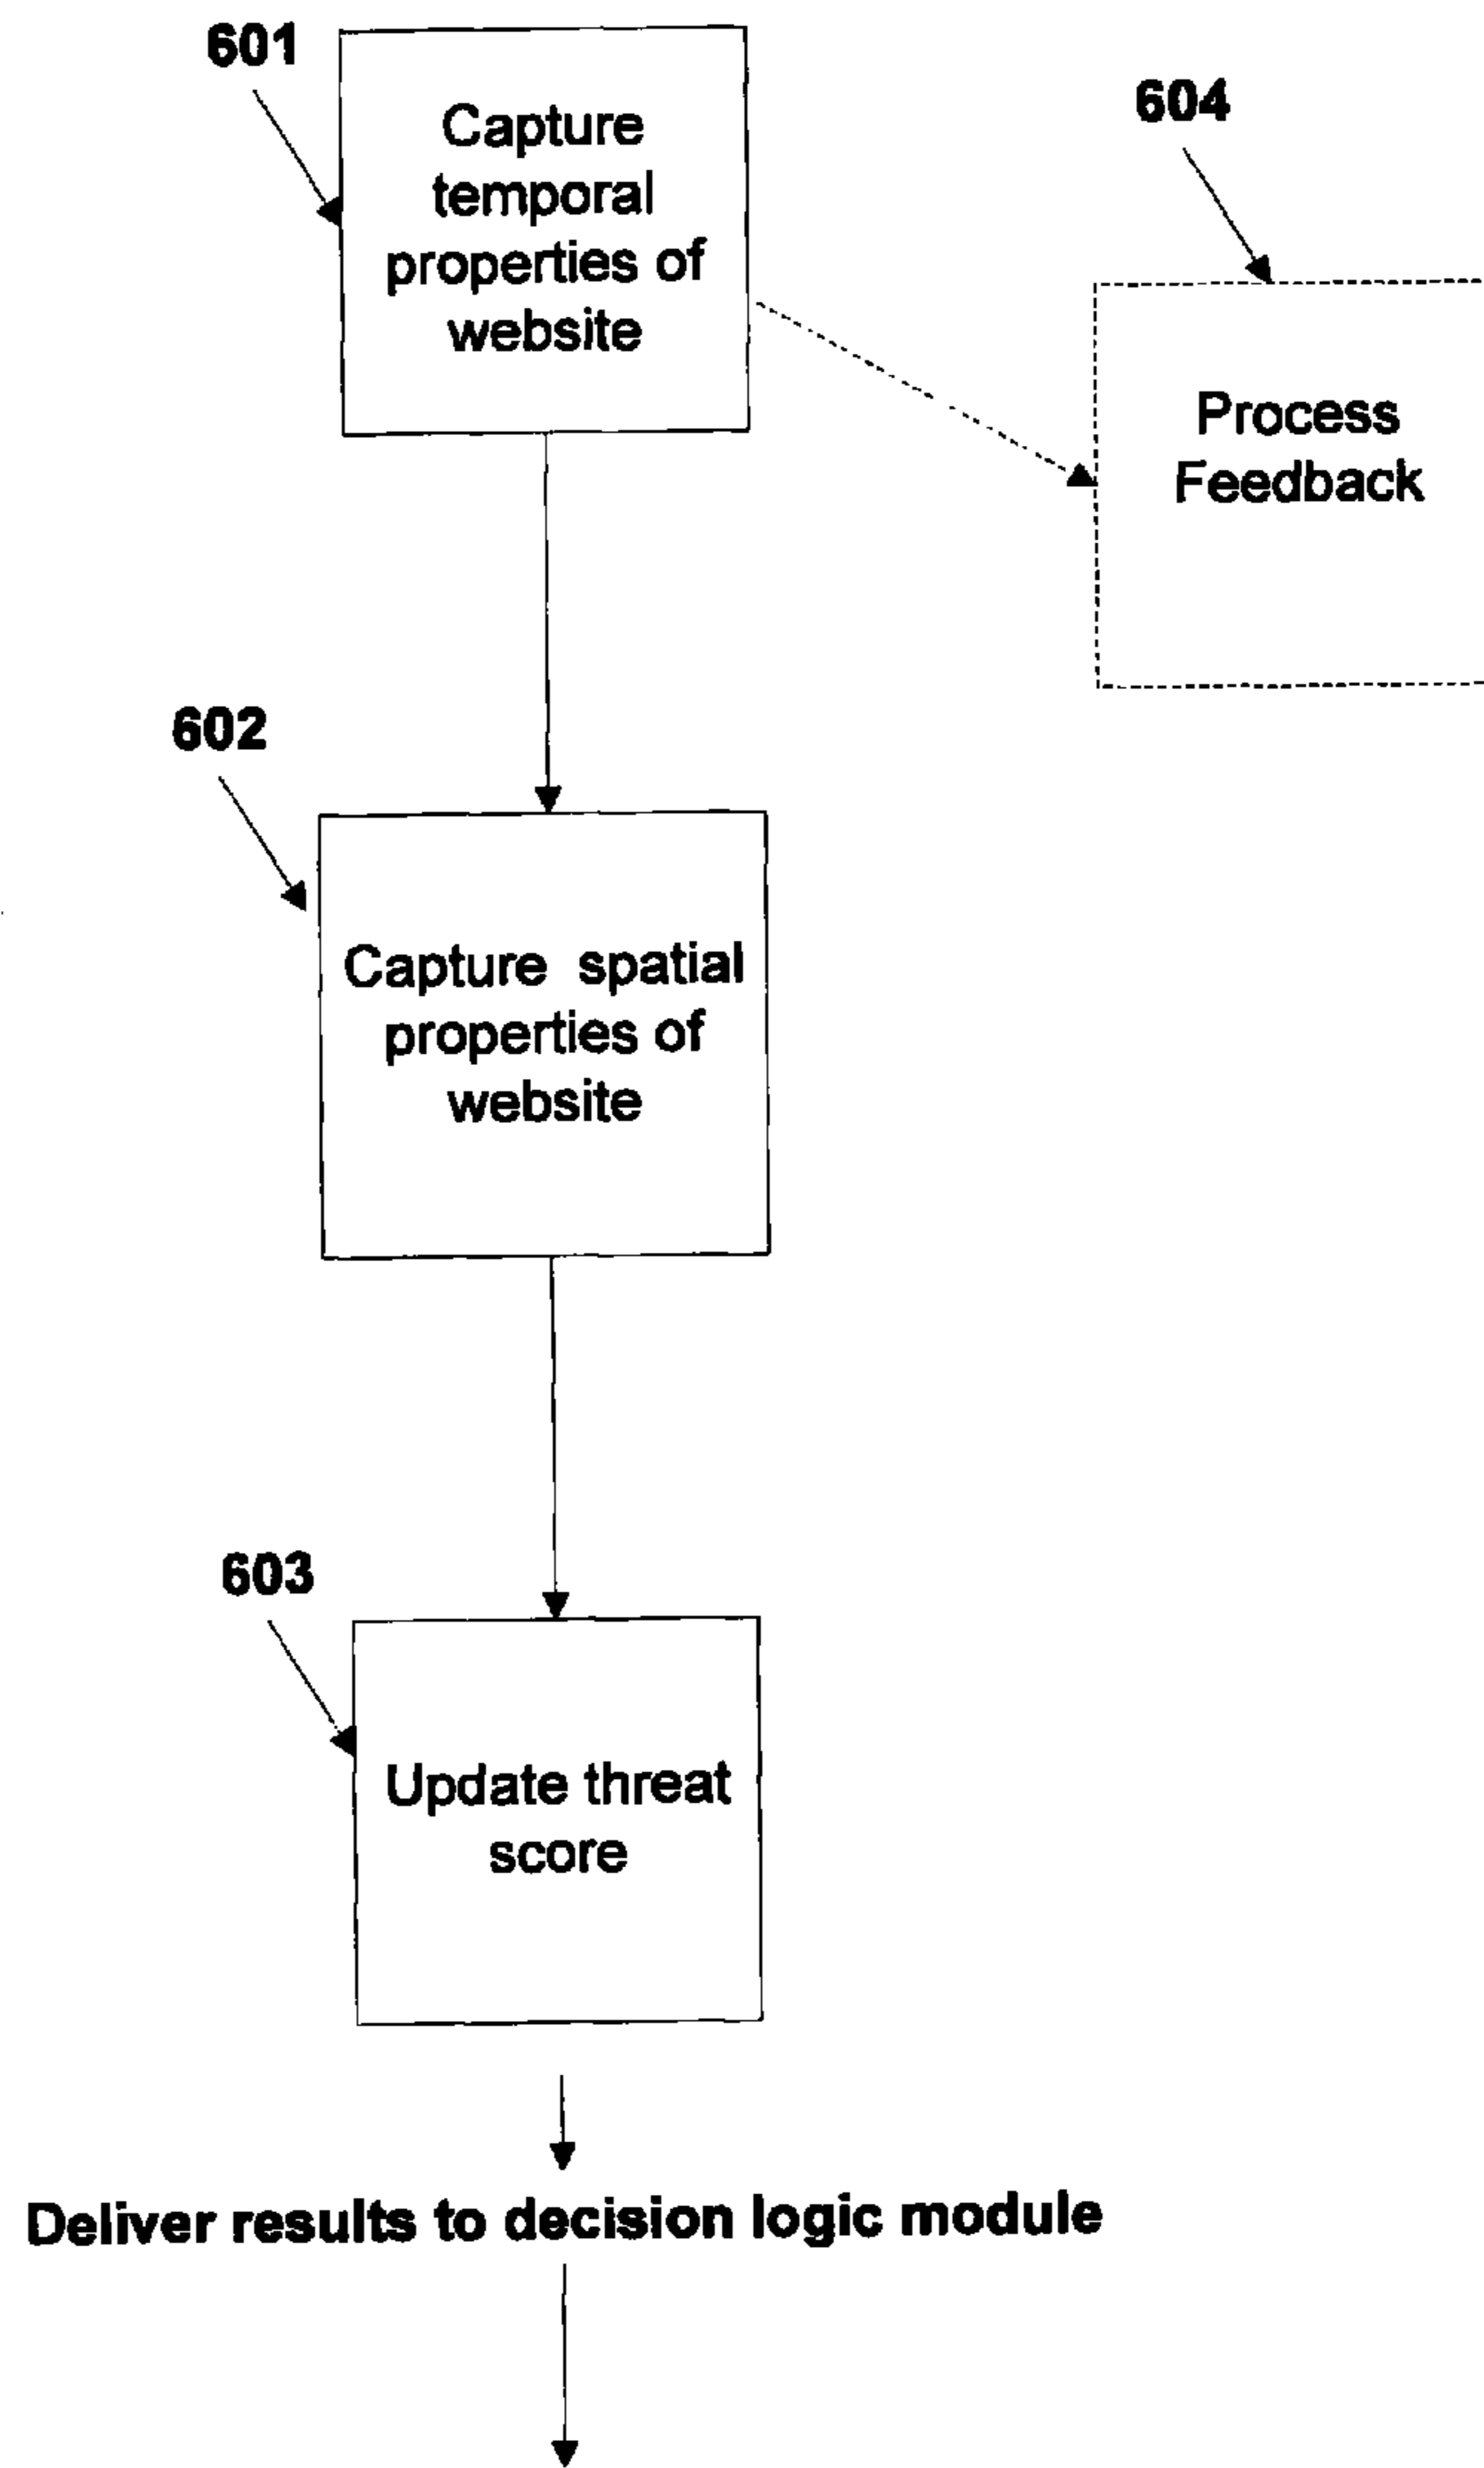 601
Capture
temporal
properties of
website
604
Process
Feedback
602
Capture spatial
properties of
website
603
Update threat
score
Deliver results to decision logic module